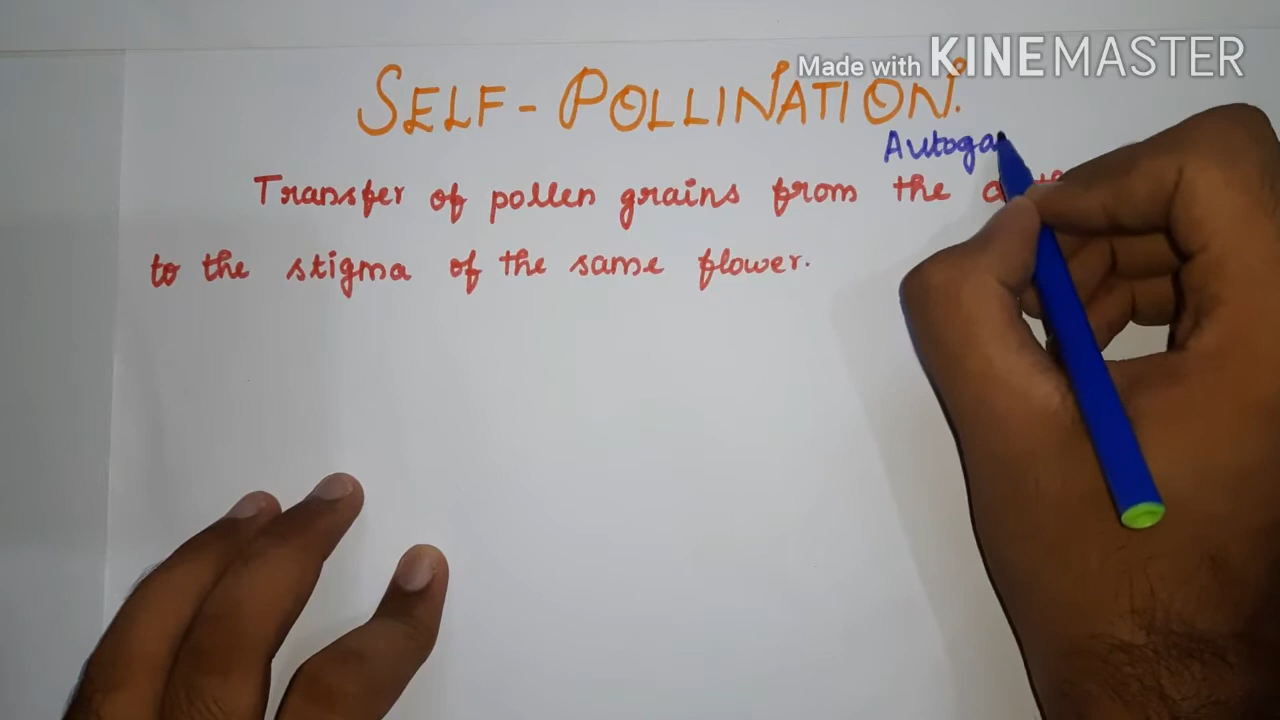 Made with KINEMASTER
SELF - POLLINATION.
Autoga
Transfer of pollen grains from the
to the stigma of the same flower.